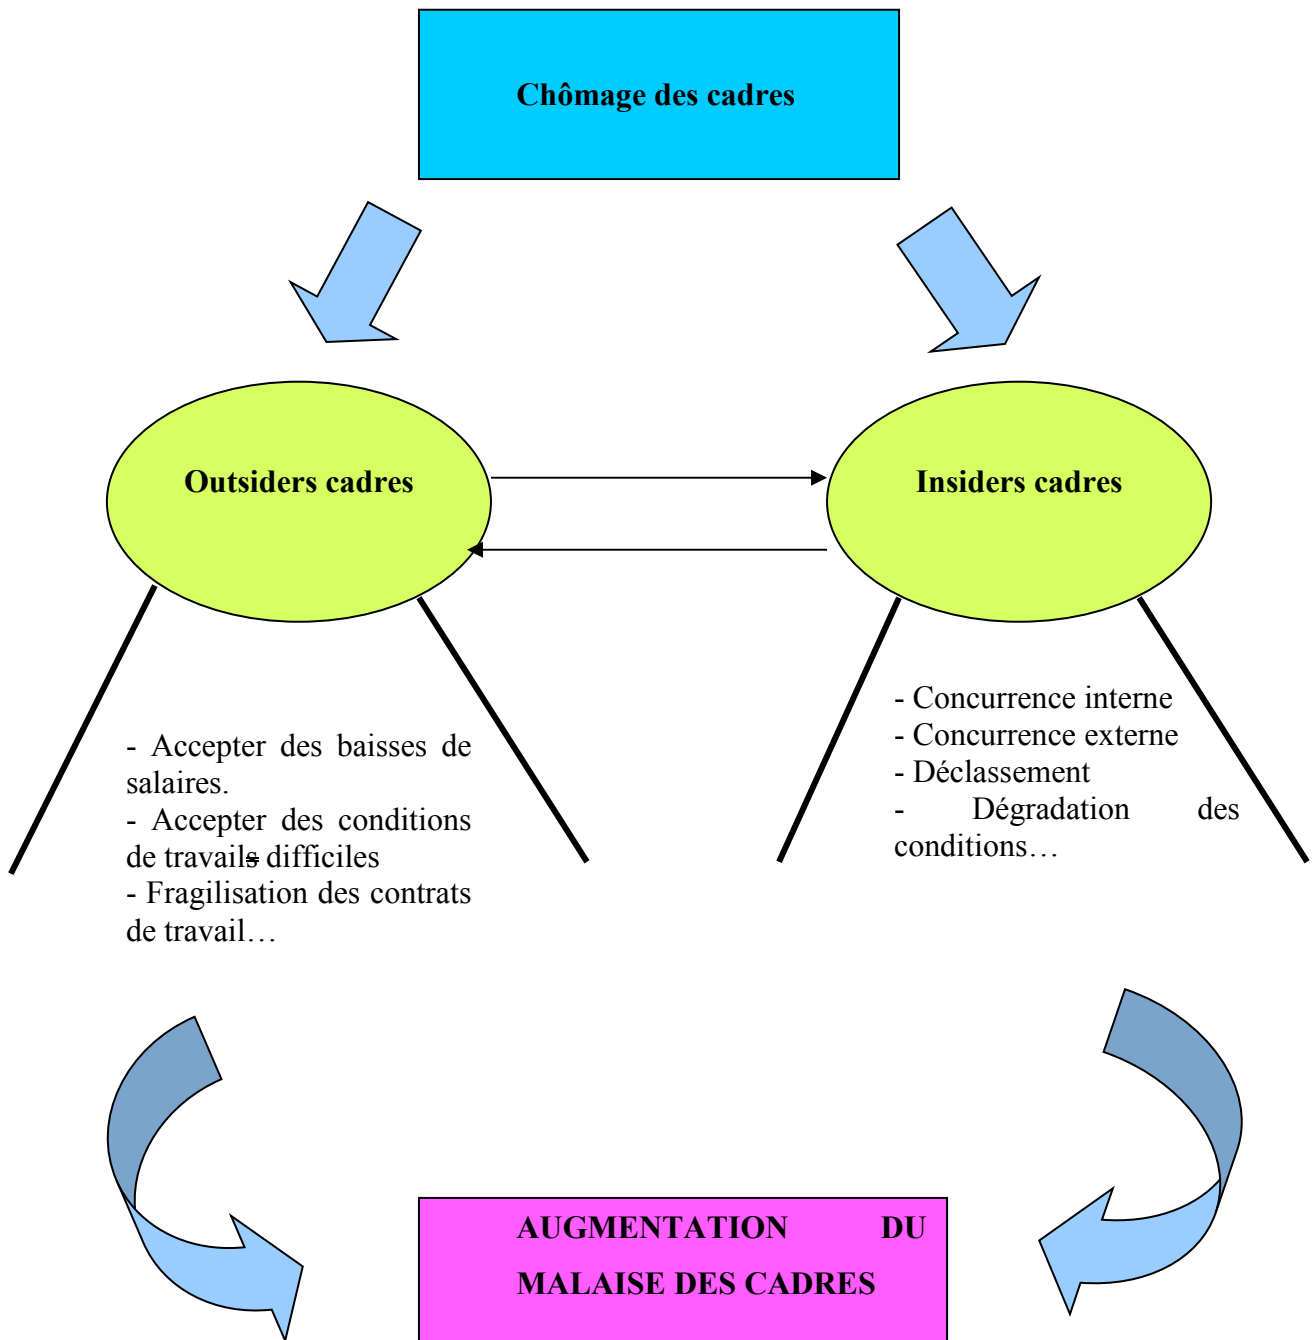 Chômage des cadres
Outsiders cadres
Insiders cadres
- Accepter des baisses de
salaires.
- Accepter des conditions
de travails difficiles
- Fragilisation des contrats
de travail…
- Concurrence interne
- Concurrence externe
- Déclassement
- Dégradation des
conditions…
AUGMENTATION DU
MALAISE DES CADRES